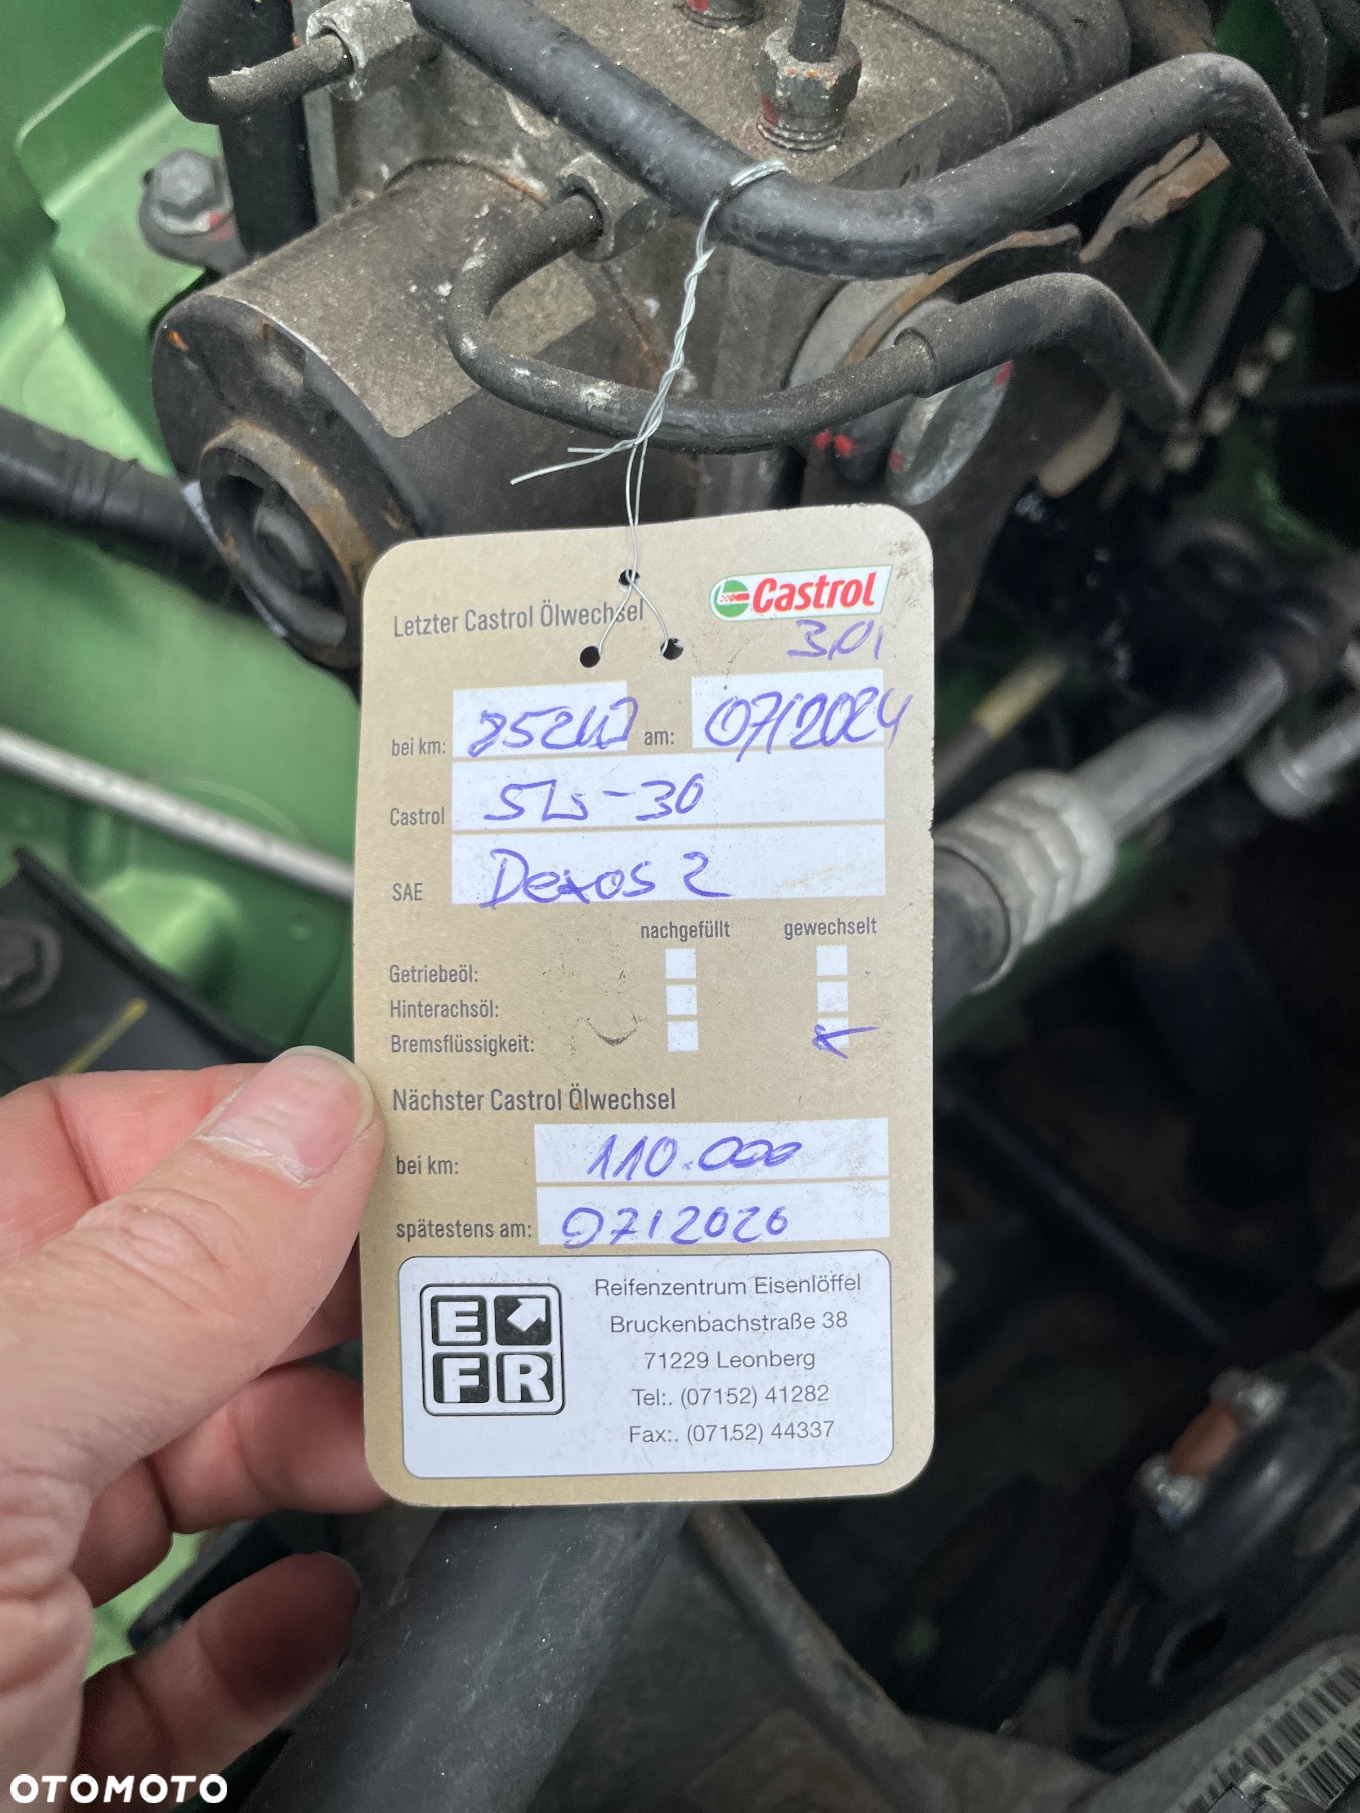 Castrol
Letzter Castrol Ölwechsel
3,0l
bei km: 85240 am: 07/2024
Castrol 5W-30
SAE Dexos 2
nachgefüllt gewechselt
Getriebeöl:
Hinterachsöl:
Bremsflüssigkeit:
Nächster Castrol Ölwechsel
bei km: 110.000
spätestens am: 07/2026
EFR
Reifenzentrum Eisenlöffel
Bruckenbachstraße 38
71229 Leonberg
Tel:. (07152) 41282
Fax:. (07152) 44337
OTOMOTO